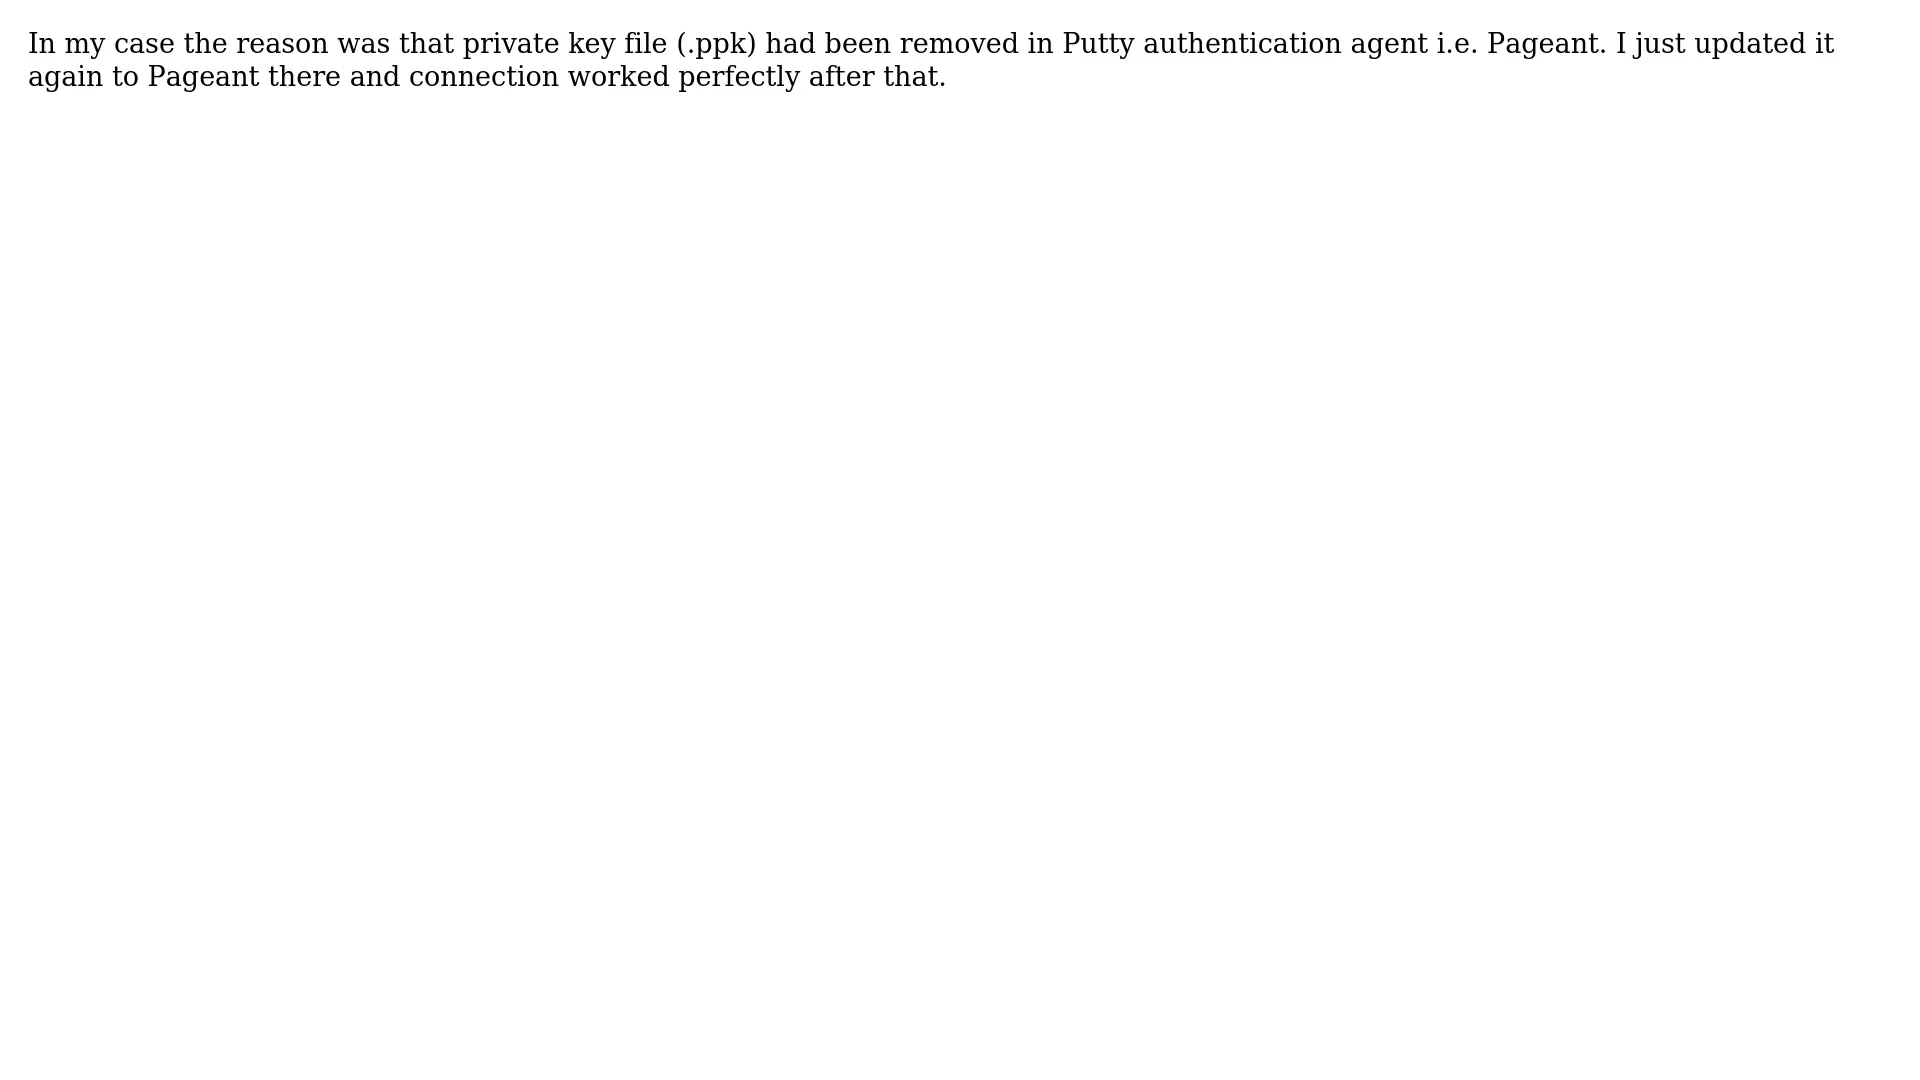 In my case the reason was that private key file (.ppk) had been removed in Putty authentication agent i.e. Pageant. I just updated it
again to Pageant there and connection worked perfectly after that.